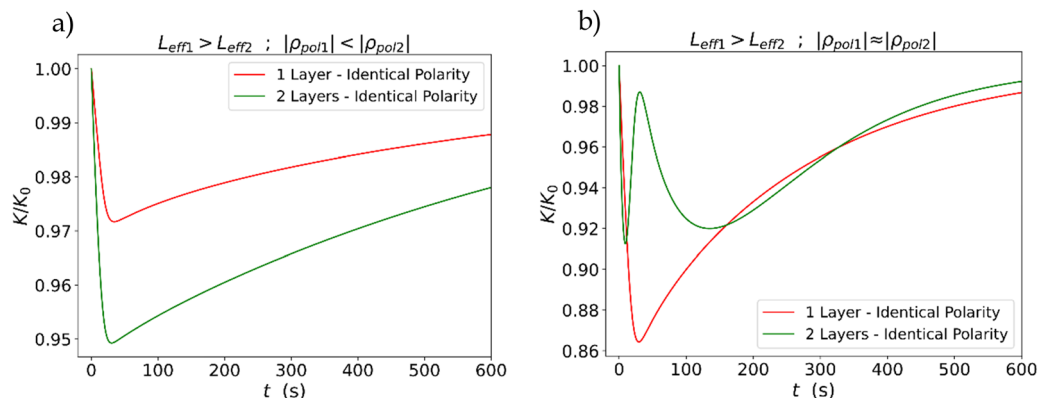 a)
L_eff1 > L_eff2 ; |ρ_pol1| < |ρ_pol2|
1 Layer - Identical Polarity
2 Layers - Identical Polarity
K/K_0
1.00
0.99
0.98
0.97
0.96
0.95
0 100 200 300 400 500 600
t (s)
b)
L_eff1 > L_eff2 ; |ρ_pol1| ≈ |ρ_pol2|
K/K_0
1.00
0.98
0.96
0.94
0.92
0.90
0.88
0.86
1 Layer - Identical Polarity
2 Layers - Identical Polarity
0 100 200 300 400 500 600
t (s)